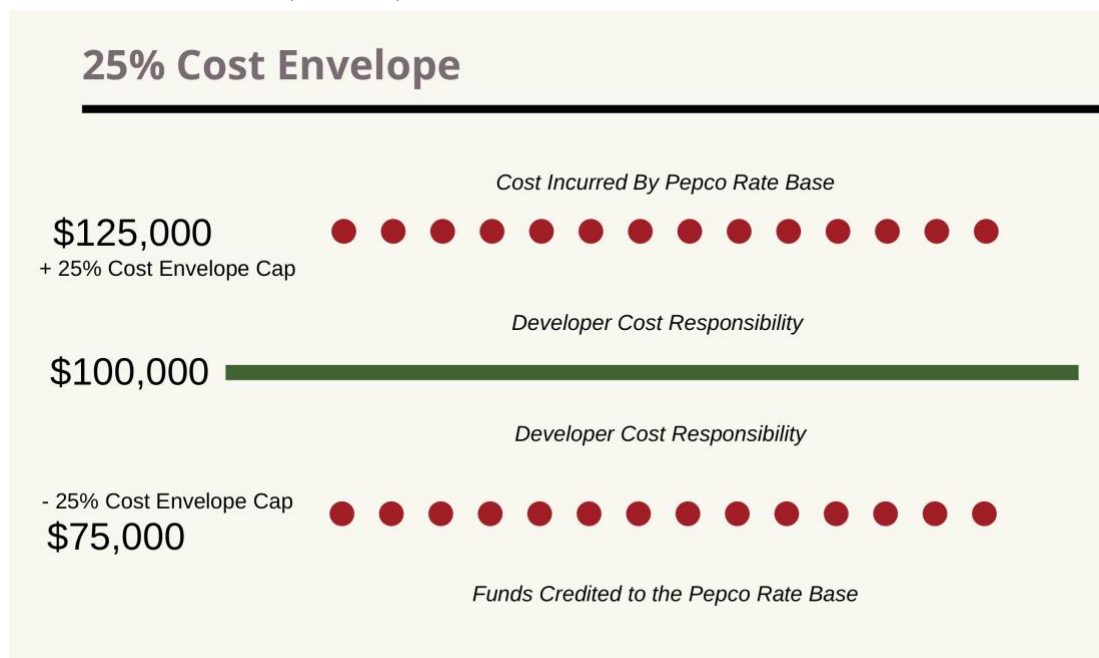 25% Cost Envelope
Cost Incurred By Pepco Rate Base
$125,000
+ 25% Cost Envelope Cap
Developer Cost Responsibility
$100,000
Developer Cost Responsibility
- 25% Cost Envelope Cap
$75,000
Funds Credited to the Pepco Rate Base